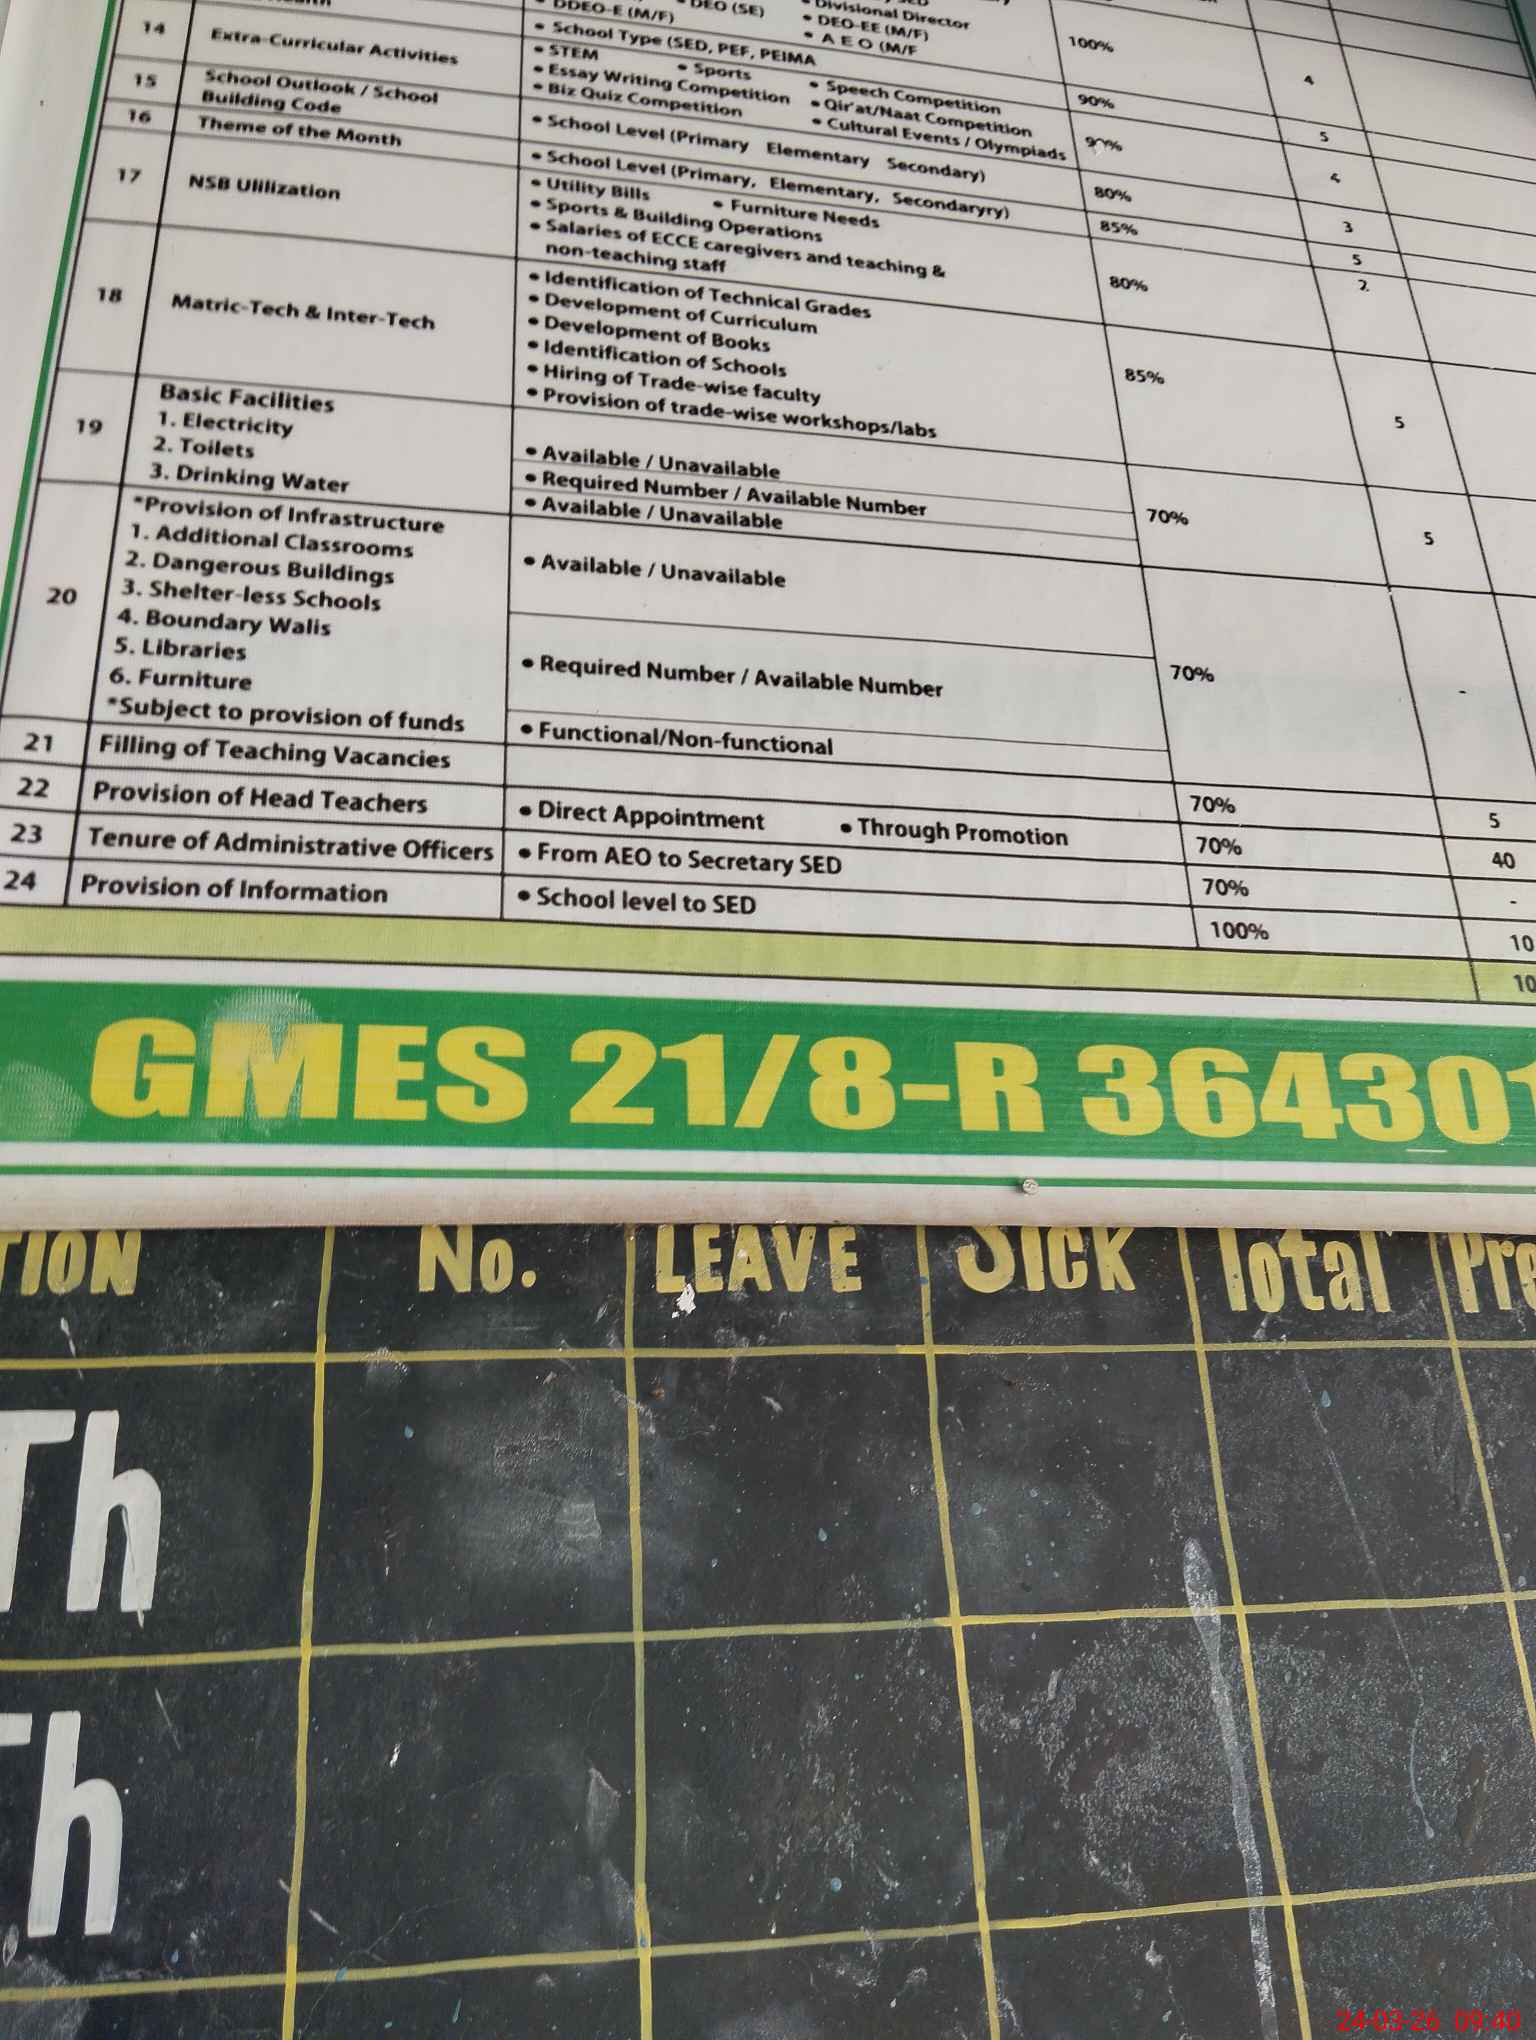 DEO (SE)
Divisional Director
DDEO-E (M/F)
• DEO-EE (M/F)
• A E O (M/F
100%
4
14
Extra-Curricular Activities
• School Type (SED, PEF, PEIMA
• STEM • Sports • Speech Competition
• Essay Writing Competition • Qir'at/Naat Competition
• Biz Quiz Competition • Cultural Events / Olympiads
90%
5
90%
4
15
School Outlook / School
Building Code
• School Level (Primary Elementary Secondary)
80%
3
16
Theme of the Month
• School Level (Primary, Elementary, Secondaryry)
85%
5
17
NSB Ulilization
• Utility Bills • Furniture Needs
• Sports & Building Operations
• Salaries of ECCE caregivers and teaching &
non-teaching staff
80%
2
18
Matric-Tech & Inter-Tech
• Identification of Technical Grades
• Development of Curriculum
• Development of Books
• Identification of Schools
• Hiring of Trade-wise faculty
• Provision of trade-wise workshops/labs
85%
5
19
Basic Facilities
1. Electricity
2. Toilets
3. Drinking Water
• Available / Unavailable
• Required Number / Available Number
• Available / Unavailable
70%
5
20
*Provision of Infrastructure
1. Additional Classrooms
2. Dangerous Buildings
3. Shelter-less Schools
4. Boundary Walis
5. Libraries
6. Furniture
*Subject to provision of funds
• Available / Unavailable
• Required Number / Available Number
• Functional/Non-functional
70%
-
21 Filling of Teaching Vacancies 70% 5
22 Provision of Head Teachers • Direct Appointment • Through Promotion 70% 40
23 Tenure of Administrative Officers • From AEO to Secretary SED 70% -
24 Provision of Information • School level to SED 100% 10
10
GMES 21/8-R 364301
TION No. LEAVE SICK Total Pre
Th
Th
24-03-26 09:40